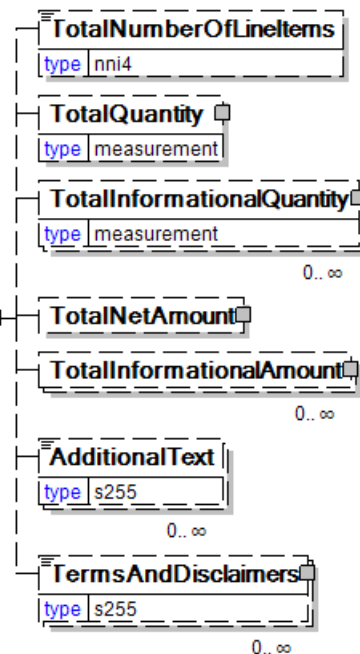 TotalNumberOfLineItems
type nni4
TotalQuantity
type measurement
TotalInformationalQuantity
type measurement
0.. ∞
TotalNetAmount
TotalInformationalAmount
0.. ∞
AdditionalText
type s255
0.. ∞
TermsAndDisclaimers
type s255
0.. ∞